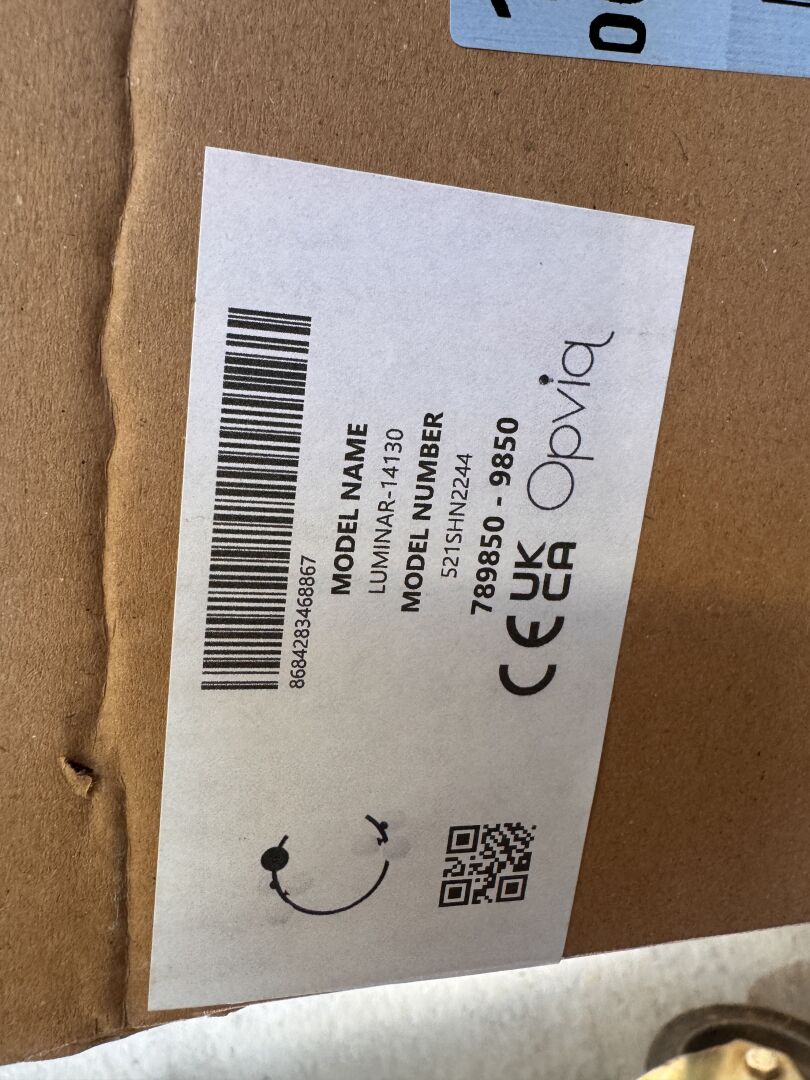 8684283468867
MODEL NAME
LUMINAR-14130
MODEL NUMBER
521SHN2244
789850 - 9850
CE UK
CA
Opviq